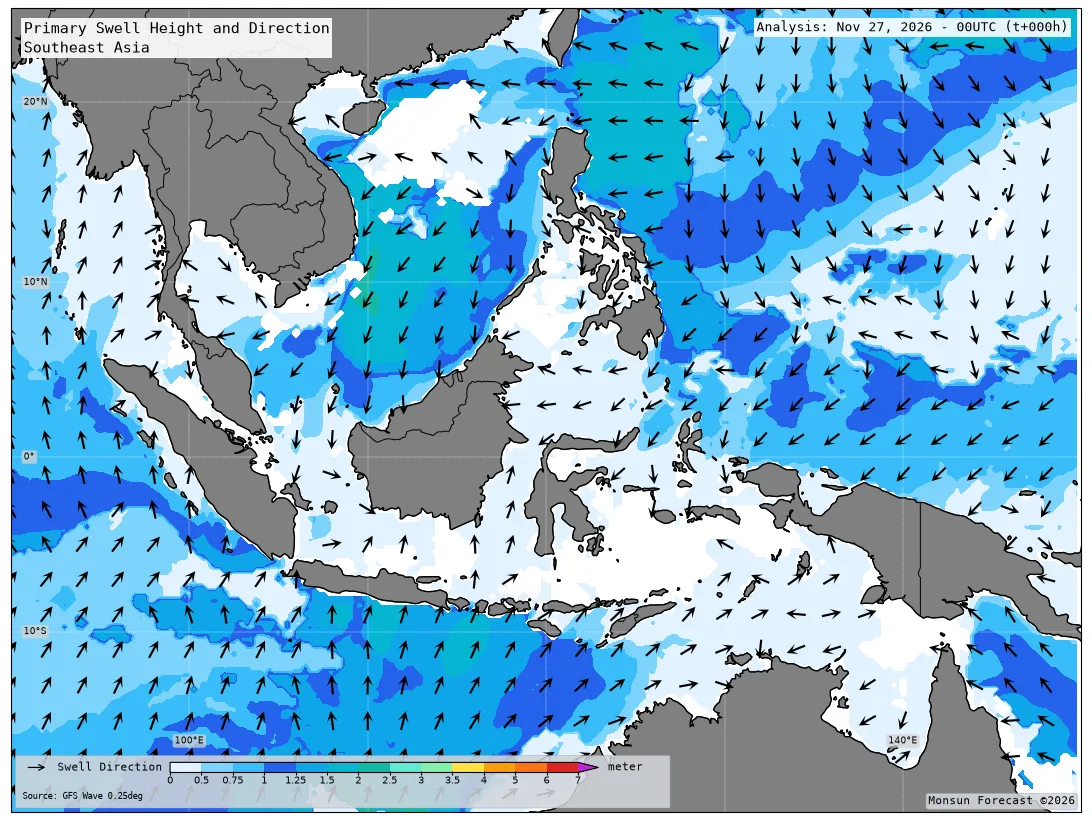 Primary Swell Height and Direction
Southeast Asia
Analysis: Nov 27, 2026 - 00UTC (t+000h)
20°N
10°N
0°
10°S
100°E
140°E
Swell Direction
0 0.5 0.75 1 1.25 1.5 2 2.5 3 3.5 4 5 6 7
meter
Source: GFS Wave 0.25deg
Monsun Forecast ©2026